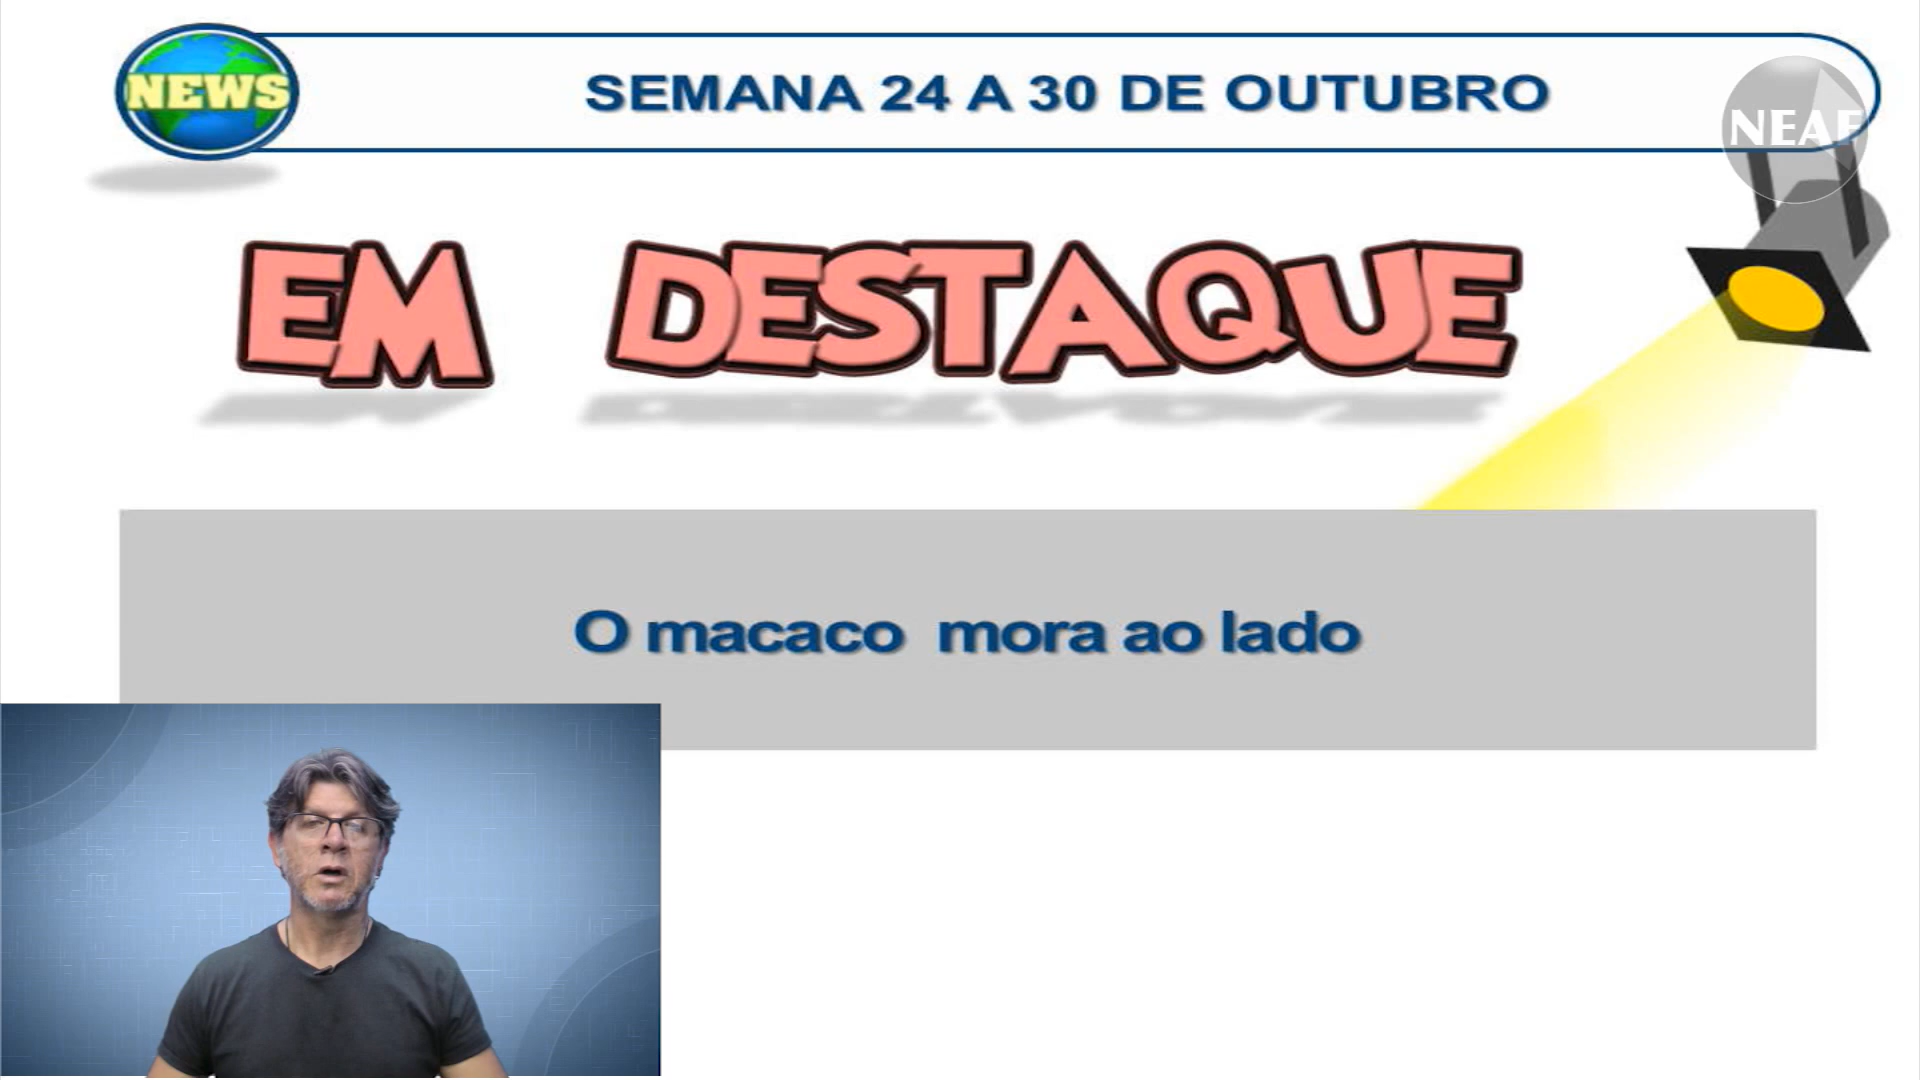 NEWS
SEMANA 24 A 30 DE OUTUBRO
NEAF
EM DESTAQUE
O macaco mora ao lado